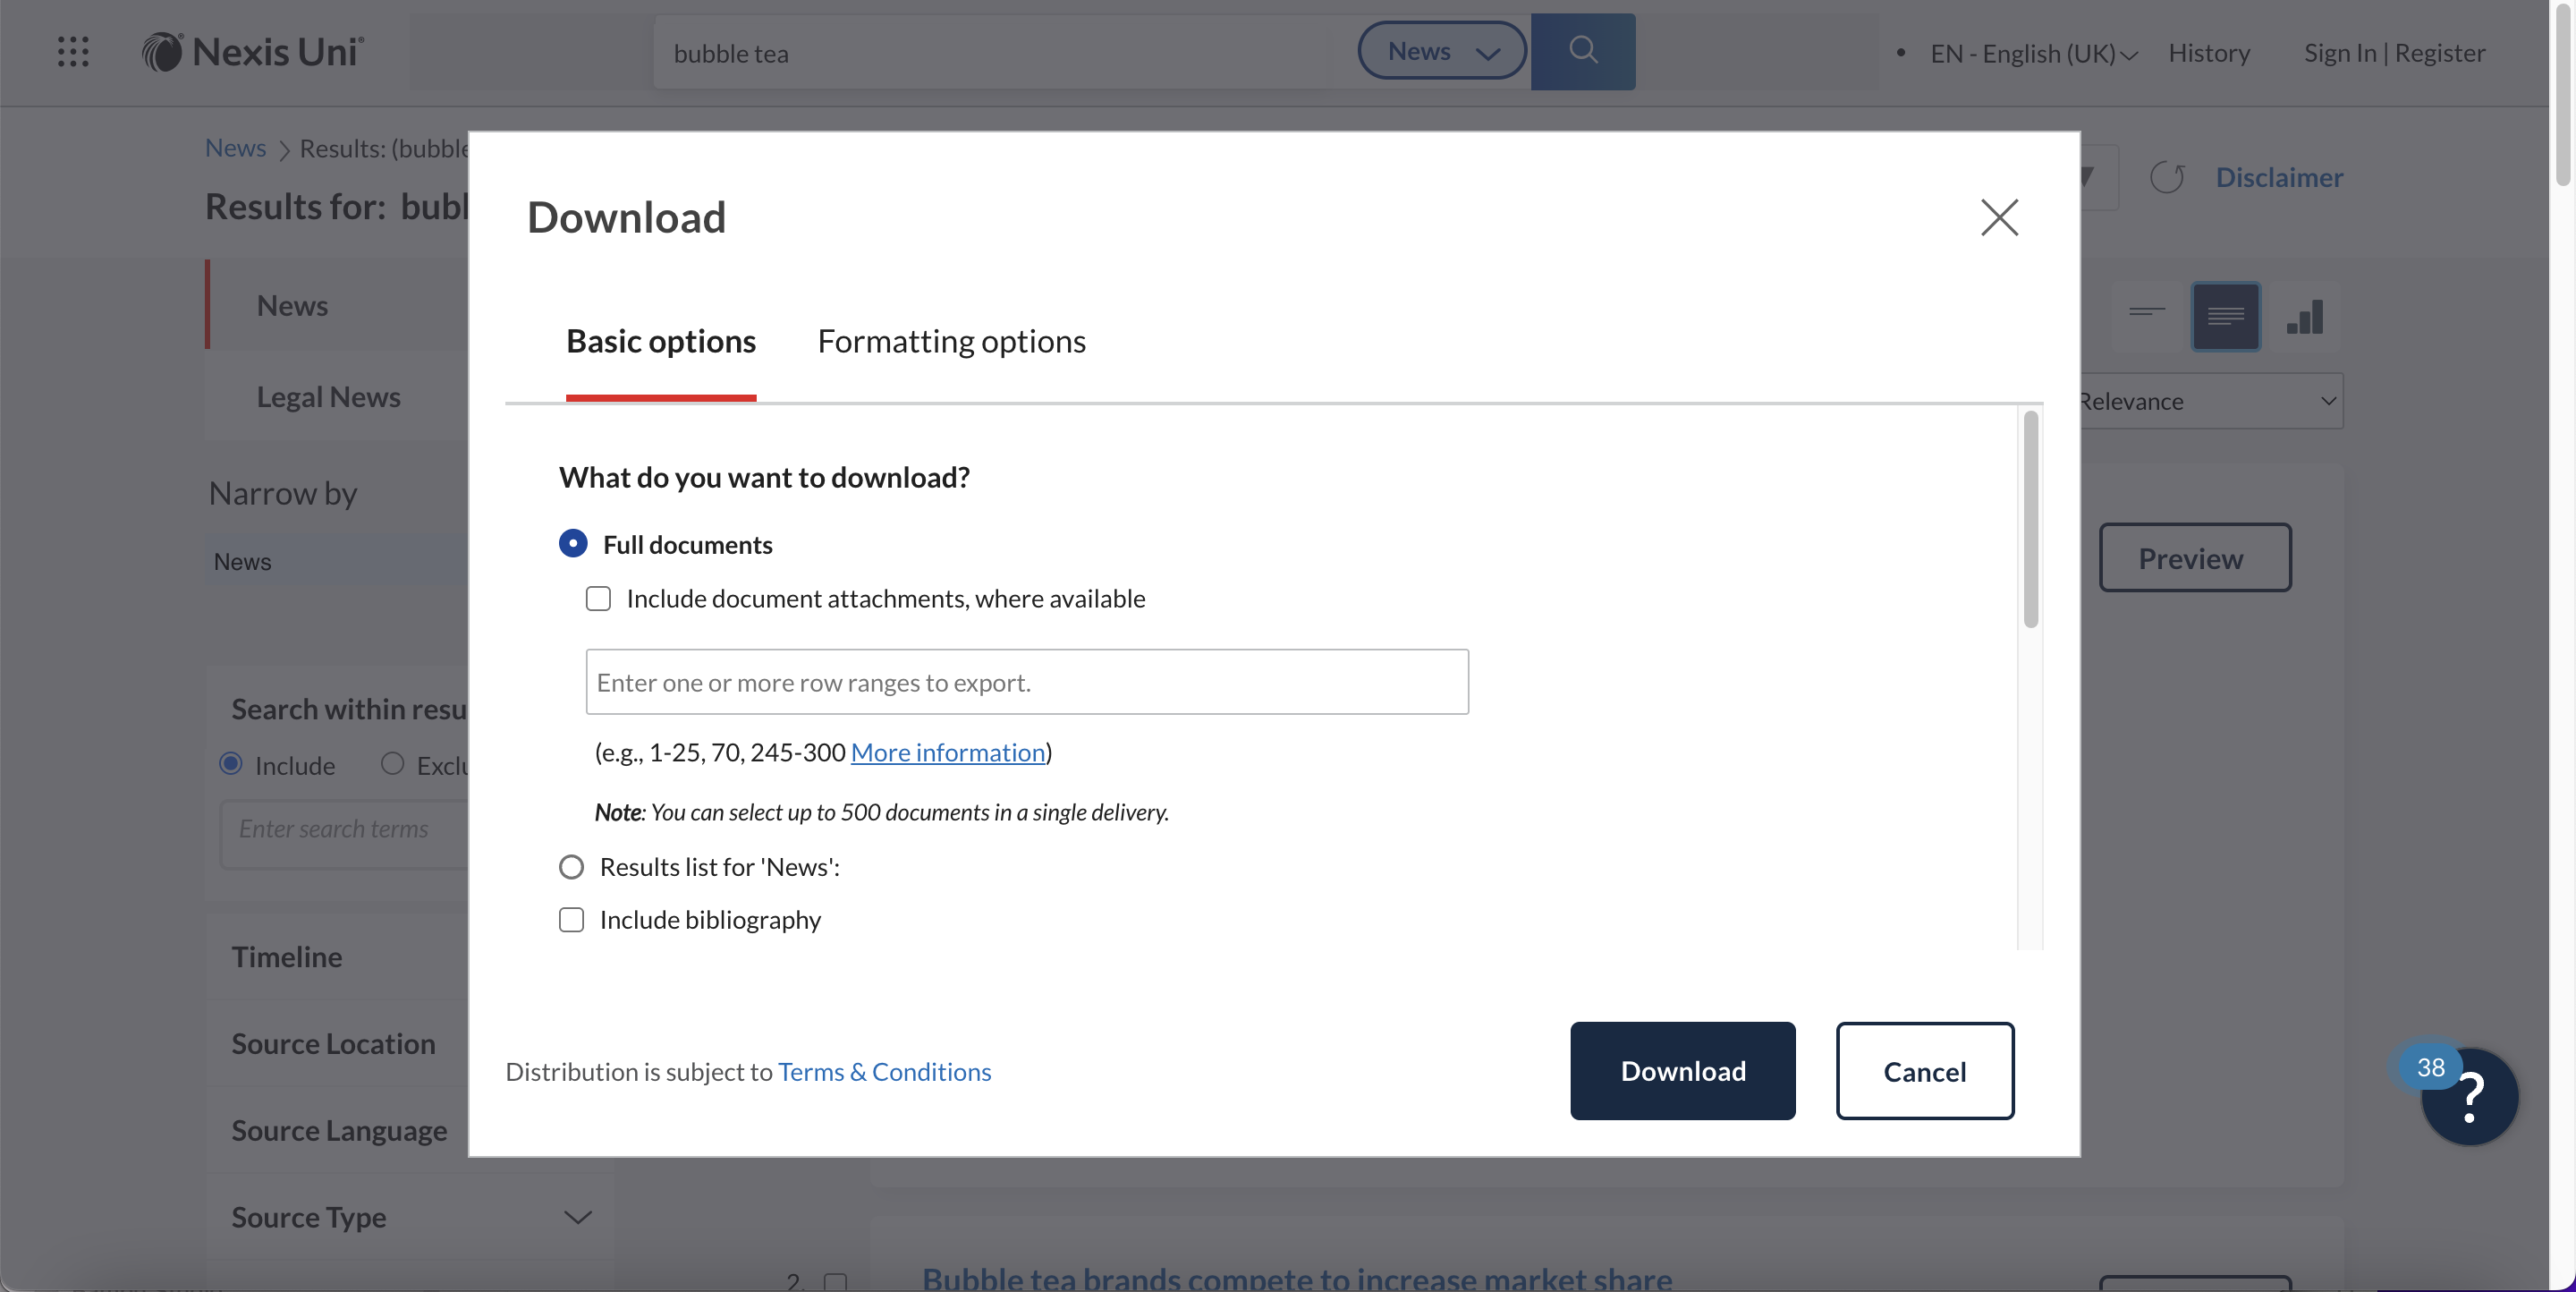 Nexis Uni®
bubble tea
News
EN - English (UK)
History
Sign In | Register
News > Results: (bubble
Results for: bubl
Disclaimer
News
Legal News
Narrow by
News
Search within resu
Include
Exclu
Enter search terms
Timeline
Source Location
Source Language
Source Type
Download
Basic options
Formatting options
What do you want to download?
Full documents
Include document attachments, where available
Enter one or more row ranges to export.
(e.g., 1-25, 70, 245-300 More information)
Note: You can select up to 500 documents in a single delivery.
Results list for 'News':
Include bibliography
Distribution is subject to Terms & Conditions
Download
Cancel
Relevance
Preview
38
?
2.
Bubble tea brands compete to increase market share